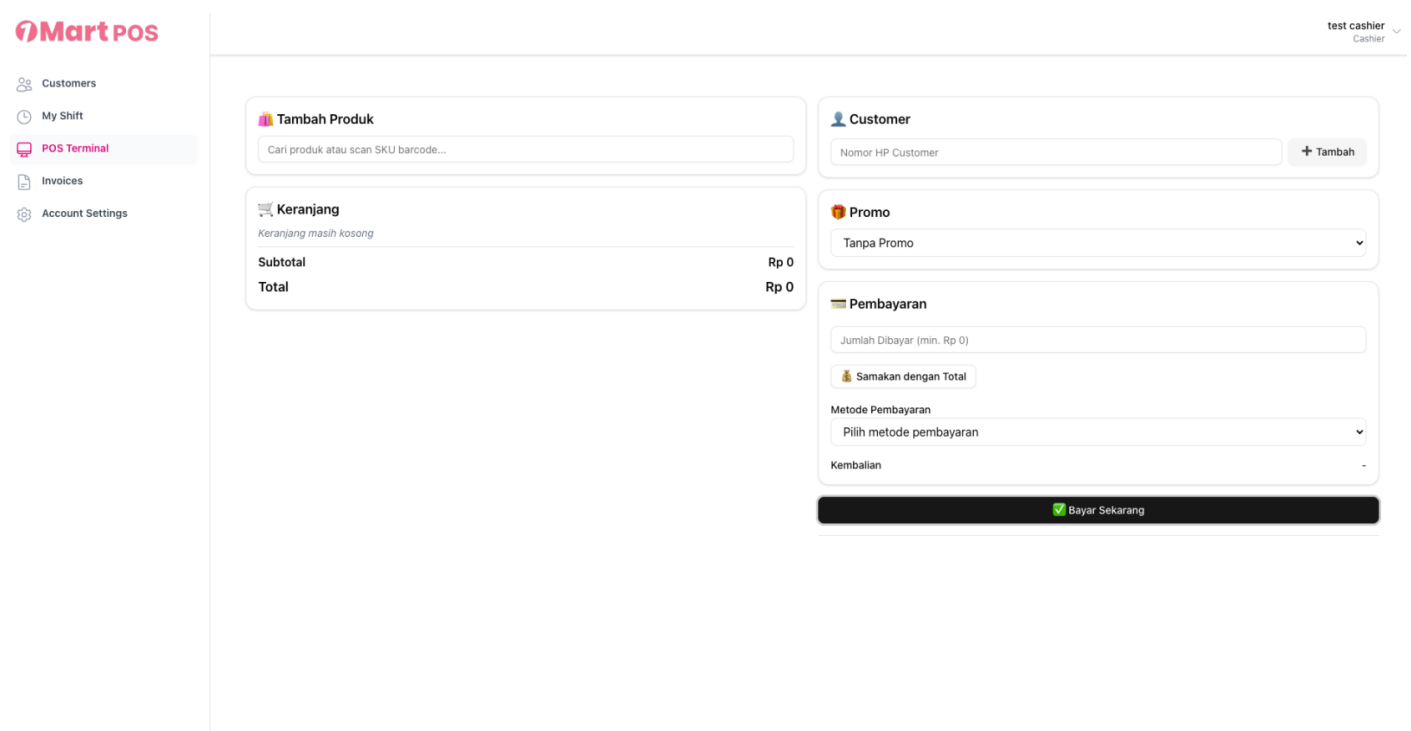 1Mart POS
test cashier
Cashier
Customers
My Shift
POS Terminal
Invoices
Account Settings
Tambah Produk
Cari produk atau scan SKU barcode...
Keranjang
Keranjang masih kosong
Subtotal Rp 0
Total Rp 0
Customer
Nomor HP Customer
+ Tambah
Promo
Tanpa Promo
Pembayaran
Jumlah Dibayar (min. Rp 0)
Samakan dengan Total
Metode Pembayaran
Pilih metode pembayaran
Kembalian -
Bayar Sekarang